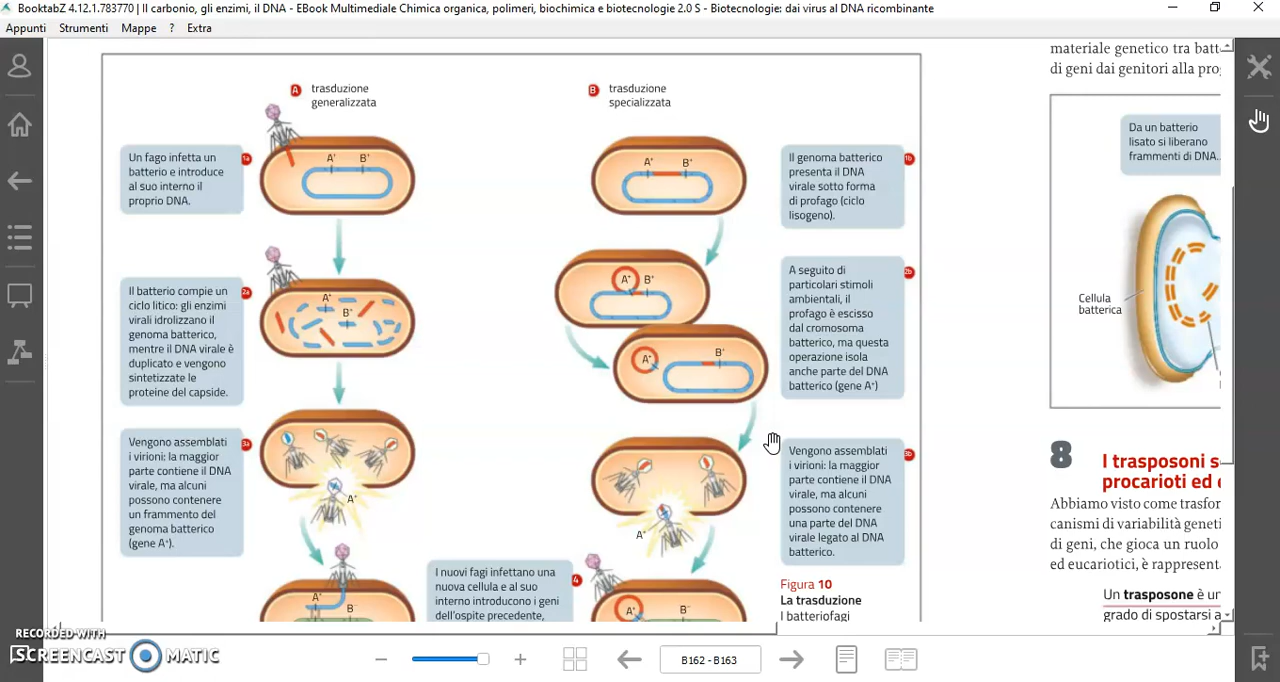 BooktabZ 4.12.1.783770 | Il carbonio, gli enzimi, il DNA - EBook Multimediale Chimica organica, polimeri, biochimica e biotecnologie 2.0 S - Biotecnologie: dai virus al DNA ricombinante
Appunti Strumenti Mappe ? Extra
A trasduzione
generalizzata
1a
Un fago infetta un
batterio e introduce
al suo interno il
proprio DNA.
A+ B+
2a
Il batterio compie un
ciclo litico: gli enzimi
virali idrolizzano il
genoma batterico,
mentre il DNA virale è
duplicato e vengono
sintetizzate le
proteine del capside.
A+
B+
3a
Vengono assemblati
i virioni: la maggior
parte contiene il DNA
virale, ma alcuni
possono contenere
un frammento del
genoma batterico
(gene A+).
A+
A+ B
B trasduzione
specializzata
1b
Il genoma batterico
presenta il DNA
virale sotto forma
di profago (ciclo
lisogeno).
A+ B+
2b
A seguito di
particolari stimoli
ambientali, il
profago è escisso
dal cromosoma
batterico, ma questa
operazione isola
anche parte del DNA
batterico (gene A+)
A+ B+
A+ B+
3b
Vengono assemblati
i virioni: la maggior
parte contiene il DNA
virale, ma alcuni
possono contenere
una parte del DNA
virale legato al DNA
batterico.
A+
4
I nuovi fagi infettano una
nuova cellula e al suo
interno introducono i geni
dell'ospite precedente,
A+ B-
Figura 10
La trasduzione
I batteriofagi
materiale genetico tra batt
di geni dai genitori alla pro
Da un batterio
lisato si liberano
frammenti di DNA.
Cellula
batterica
8
I trasposoni s
procarioti ed e
Abbiamo visto come trasfor
canismi di variabilità geneti
di geni, che gioca un ruolo
ed eucariotici, è rappresent
Un trasposone è un
grado di spostarsi a
RECORDED WITH
SCREENCAST MATIC
B162 - B163